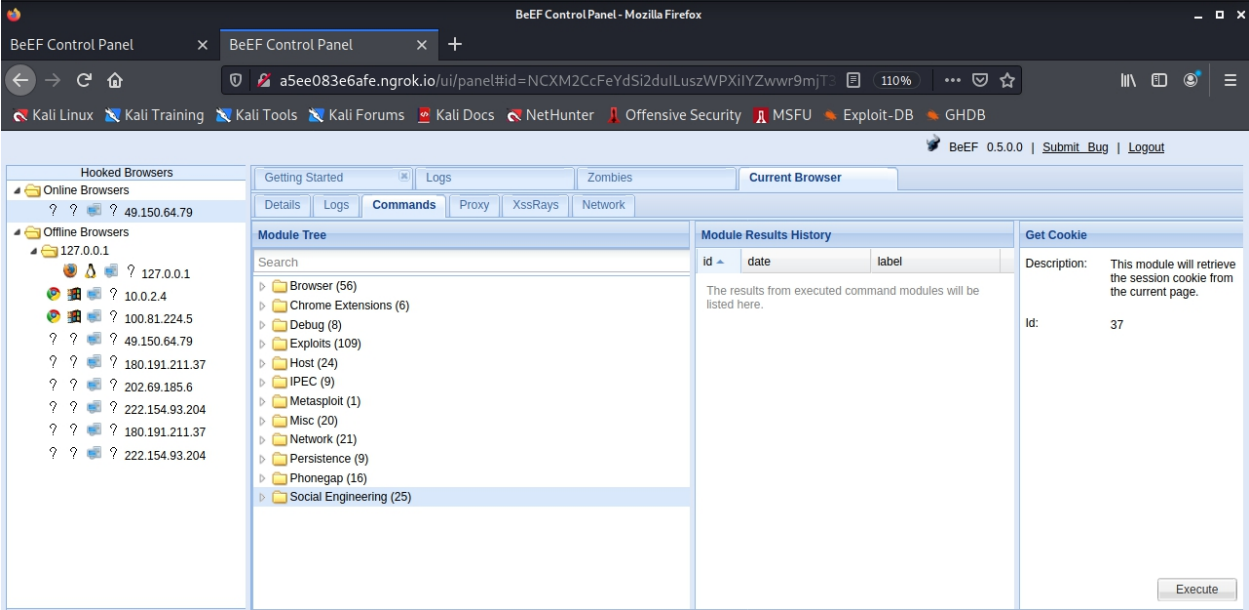 BeEF Control Panel - Mozilla Firefox
BeEF Control Panel
BeEF Control Panel
a5ee083e6afe.ngrok.io/ui/panel#id=NCXM2CcFeYdSi2duILuszWPXiIYZwwr9mjT3
110%
Kali Linux Kali Training Kali Tools Kali Forums Kali Docs NetHunter Offensive Security MSFU Exploit-DB GHDB
BeEF 0.5.0.0 | Submit Bug | Logout
Hooked Browsers
Online Browsers
? ? ? 49.150.64.79
Offline Browsers
127.0.0.1
? 127.0.0.1
? 10.0.2.4
? 100.81.224.5
? ? ? 49.150.64.79
? ? ? 180.191.211.37
? ? ? 202.69.185.6
? ? ? 222.154.93.204
? ? ? 180.191.211.37
? ? ? 222.154.93.204
Getting Started Logs Zombies Current Browser
Details Logs Commands Proxy XssRays Network
Module Tree
Search
Browser (56)
Chrome Extensions (6)
Debug (8)
Exploits (109)
Host (24)
IPEC (9)
Metasploit (1)
Misc (20)
Network (21)
Persistence (9)
Phonegap (16)
Social Engineering (25)
Module Results History
id date label
The results from executed command modules will be
listed here.
Get Cookie
Description: This module will retrieve
the session cookie from
the current page.
Id: 37
Execute